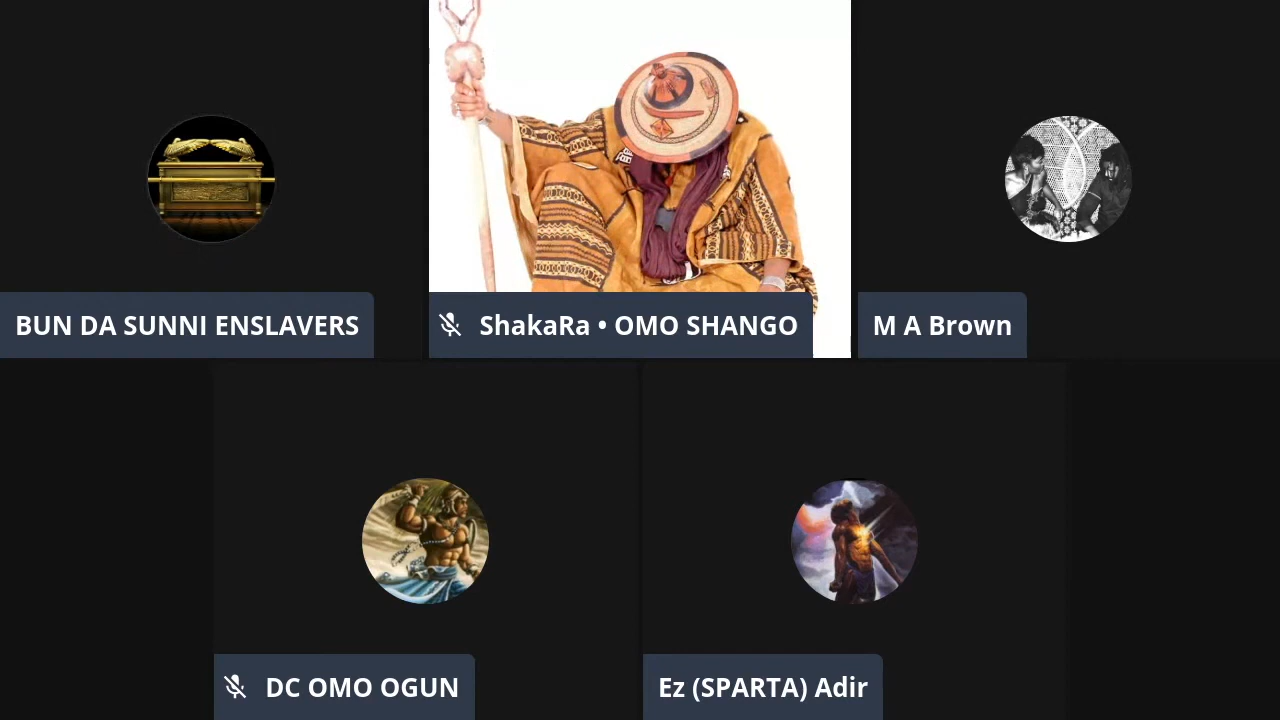 BUN DA SUNNI ENSLAVERS
ShakaRa • OMO SHANGO
M A Brown
DC OMO OGUN
Ez (SPARTA) Adir